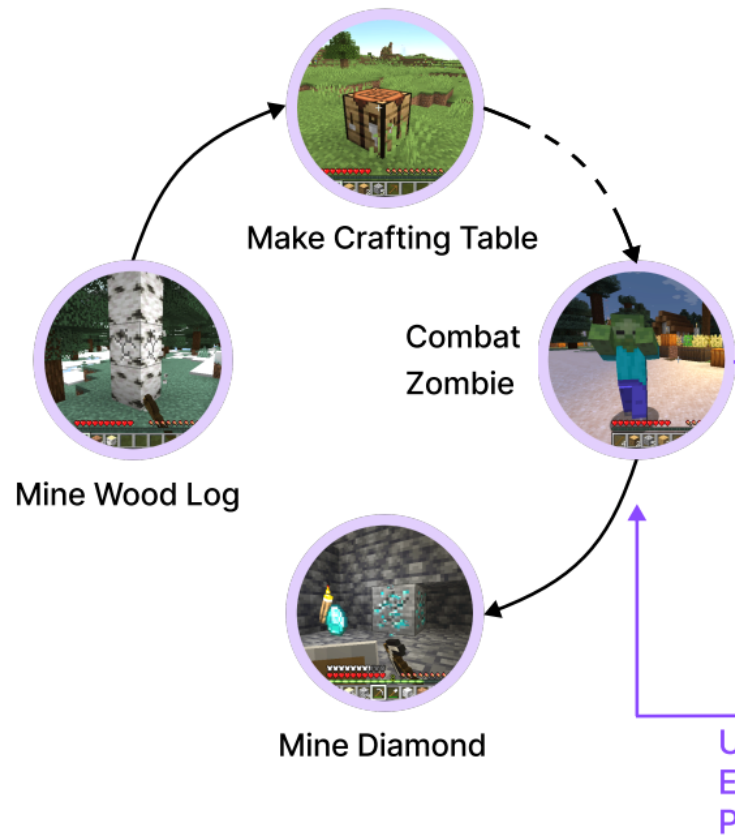 Make Crafting Table
Combat
Zombie
Mine Wood Log
Mine Diamond
U
E
P